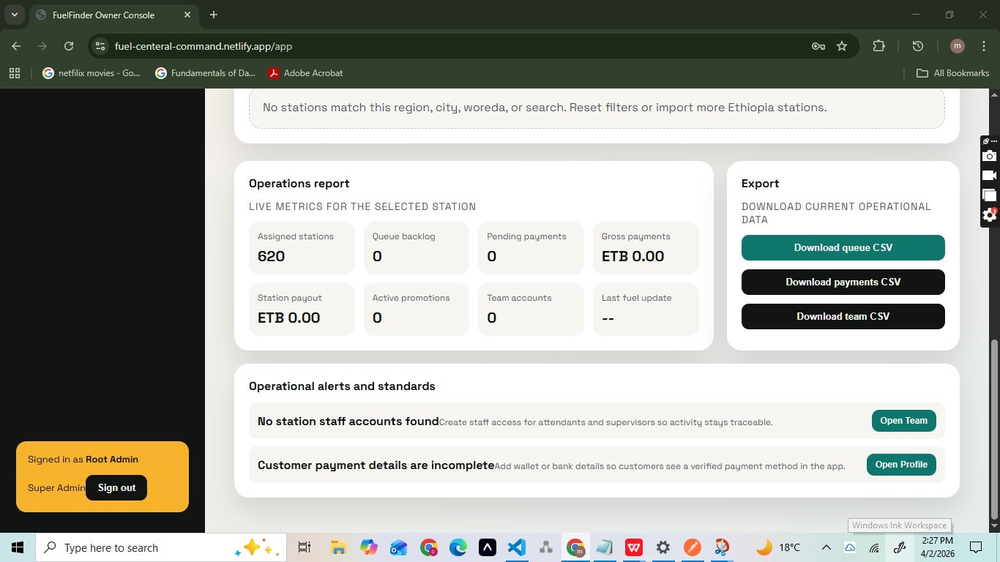 FuelFinder Owner Console
fuel-centeral-command.netlify.app/app
m
netfilix movies - Go...
Fundamentals of Da...
Adobe Acrobat
All Bookmarks
No stations match this region, city, woreda, or search. Reset filters or import more Ethiopia stations.
Operations report
LIVE METRICS FOR THE SELECTED STATION
Assigned stations
620
Queue backlog
0
Pending payments
0
Gross payments
ETB 0.00
Station payout
ETB 0.00
Active promotions
0
Team accounts
0
Last fuel update
--
Export
DOWNLOAD CURRENT OPERATIONAL
DATA
Download queue CSV
Download payments CSV
Download team CSV
Operational alerts and standards
No station staff accounts foundCreate staff access for attendants and supervisors so activity stays traceable.
Open Team
Customer payment details are incompleteAdd wallet or bank details so customers see a verified payment method in the app.
Open Profile
Signed in as Root Admin
Super Admin
Sign out
Windows Ink Workspace
Type here to search
18°C
2:27 PM
4/2/2026